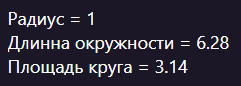 Радиус = 1
Длинна окружности = 6.28
Площадь круга = 3.14